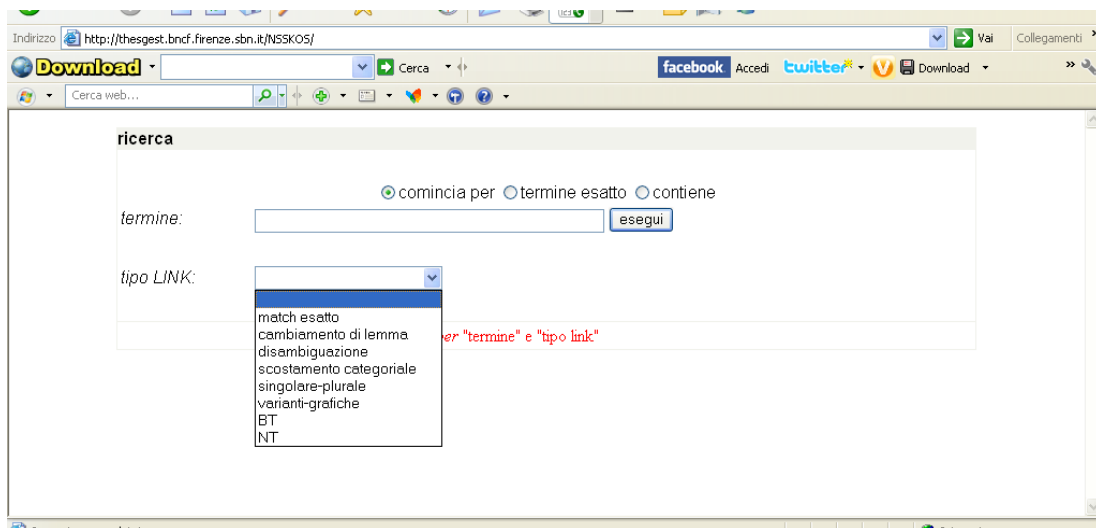 Indirizzo http://thesgest.bncf.firenze.sbn.it/NSSKOS/ Vai Collegamenti »
Download Cerca facebook Accedi twitter Download »
Cerca web...
ricerca
comincia per termine esatto contiene
termine: esegui
tipo LINK:
match esatto
cambiamento di lemma
per "termine" e "tipo link"
disambiguazione
scostamento categoriale
singolare-plurale
varianti-grafiche
BT
NT